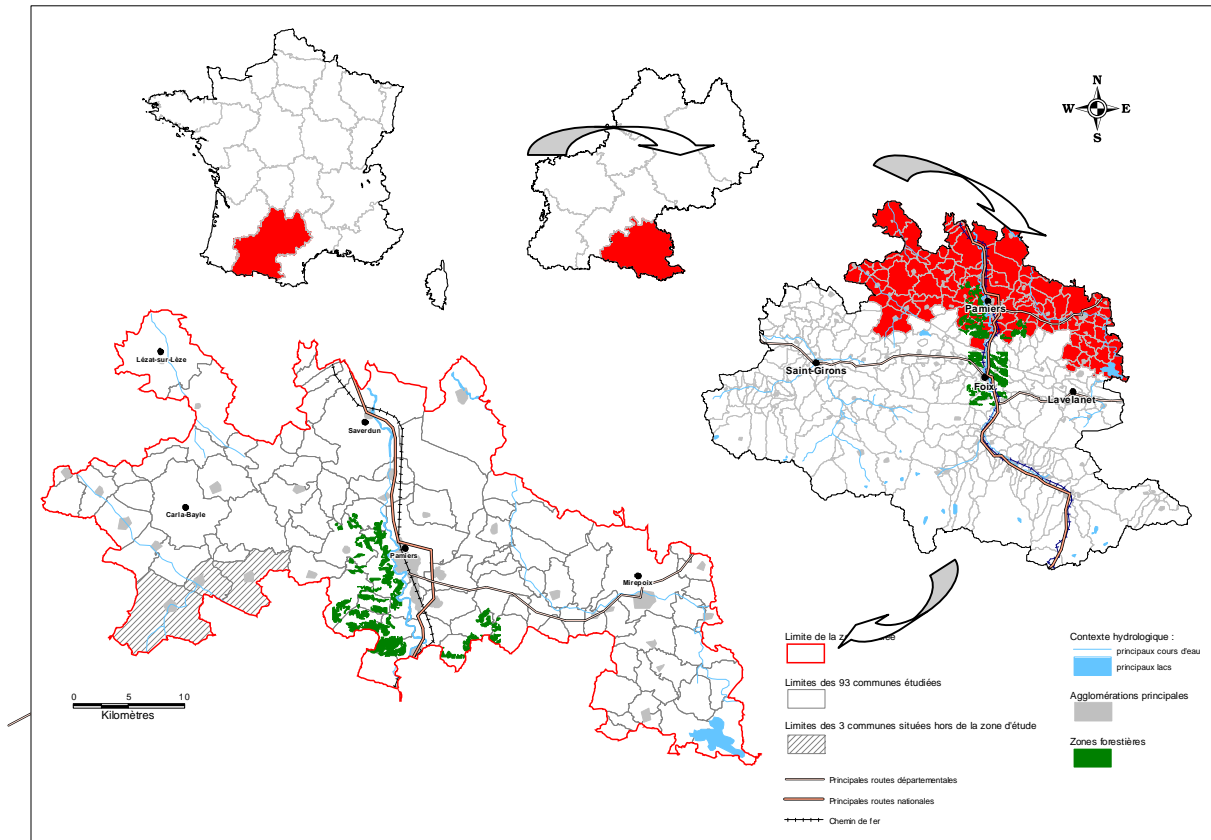 N
W E
S
Pamiers
Saint-Girons
Foix
Lavelanet
Lézat-sur-Lèze
Saverdun
Carla-Bayle
Pamiers
Mirepoix
0 5 10
Kilomètres
Limite de la
Limites des 93 communes étudiées
Limites des 3 communes situées hors de la zone d'étude
Principales routes départementales
Principales routes nationales
Chemin de fer
Contexte hydrologique :
principaux cours d'eau
principaux lacs
Agglomérations principales
Zones forestières